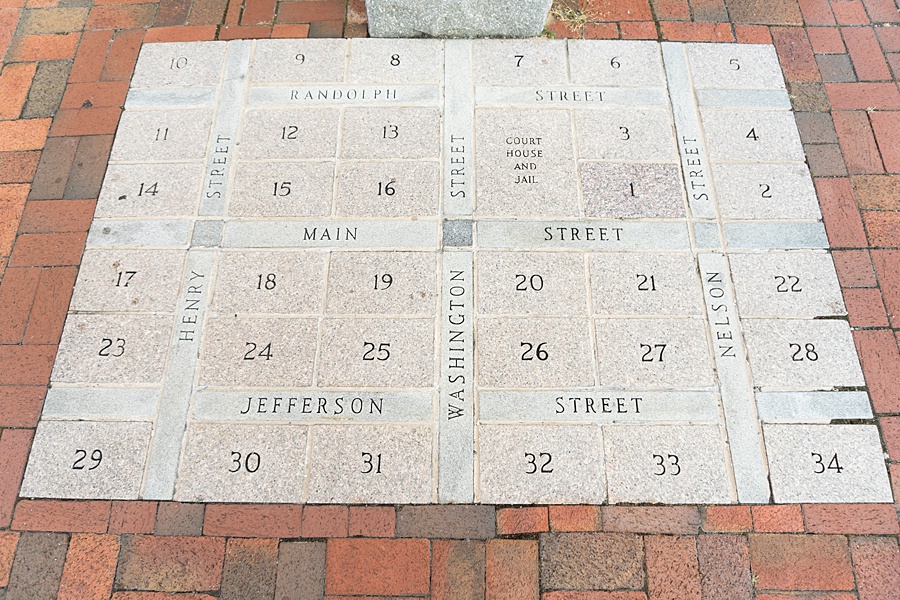 10 9 8 7 6 5
RANDOLPH STREET
11 12 13 COURT HOUSE AND JAIL 3 4
STREET STREET STREET
14 15 16 1 2
MAIN STREET
17 18 19 20 21 22
HENRY WASHINGTON NELSON
23 24 25 26 27 28
JEFFERSON STREET
29 30 31 32 33 34